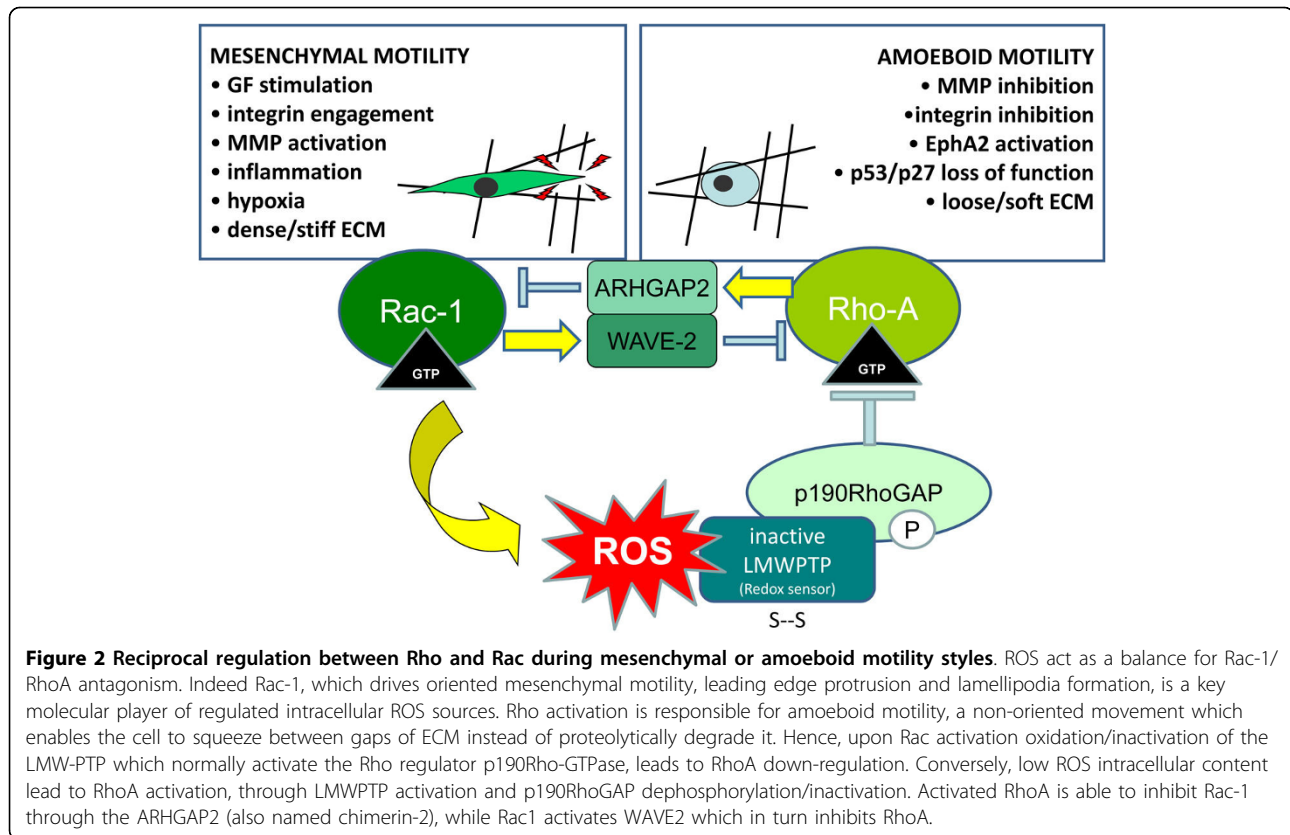 MESENCHYMAL MOTILITY
• GF stimulation
• integrin engagement
• MMP activation
• inflammation
• hypoxia
• dense/stiff ECM
AMOEBOID MOTILITY
• MMP inhibition
•integrin inhibition
• EphA2 activation
• p53/p27 loss of function
• loose/soft ECM
Rac-1
GTP
ARHGAP2
WAVE-2
Rho-A
GTP
p190RhoGAP
P
ROS
inactive
LMWPTP
(Redox sensor)
S--S
Figure 2 Reciprocal regulation between Rho and Rac during mesenchymal or amoeboid motility styles. ROS act as a balance for Rac-1/
RhoA antagonism. Indeed Rac-1, which drives oriented mesenchymal motility, leading edge protrusion and lamellipodia formation, is a key
molecular player of regulated intracellular ROS sources. Rho activation is responsible for amoeboid motility, a non-oriented movement which
enables the cell to squeeze between gaps of ECM instead of proteolytically degrade it. Hence, upon Rac activation oxidation/inactivation of the
LMW-PTP which normally activate the Rho regulator p190Rho-GTPase, leads to RhoA down-regulation. Conversely, low ROS intracellular content
lead to RhoA activation, through LMWPTP activation and p190RhoGAP dephosphorylation/inactivation. Activated RhoA is able to inhibit Rac-1
through the ARHGAP2 (also named chimerin-2), while Rac1 activates WAVE2 which in turn inhibits RhoA.